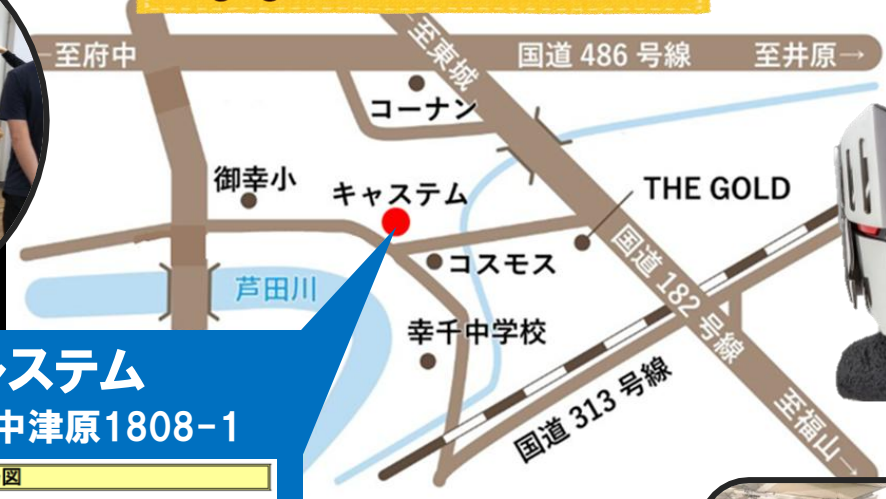 ←至府中
至東城
国道 486 号線
至井原→
コーナン
御幸小
キャステム
THE GOLD
コスモス
国道 182 号線
芦田川
幸千中学校
国道 313 号線
至福山→
ステム
中津原1808-1
図